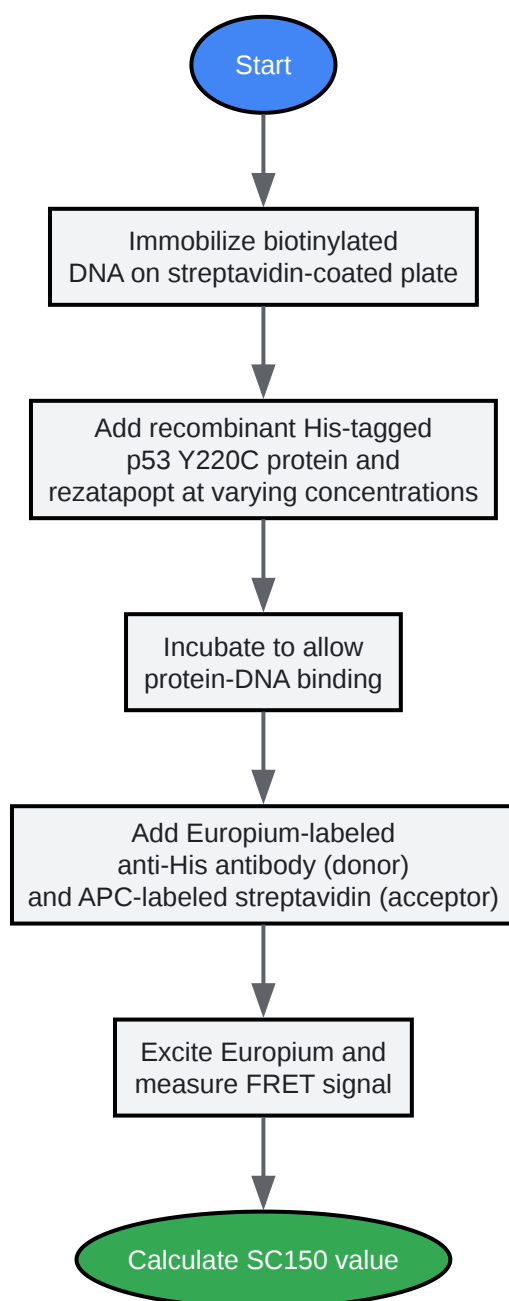 Start
Immobilize biotinylated
DNA on streptavidin-coated plate
Add recombinant His-tagged
p53 Y220C protein and
rezatapopt at varying concentrations
Incubate to allow
protein-DNA binding
Add Europium-labeled
anti-His antibody (donor)
and APC-labeled streptavidin (acceptor)
Excite Europium and
measure FRET signal
Calculate SC150 value